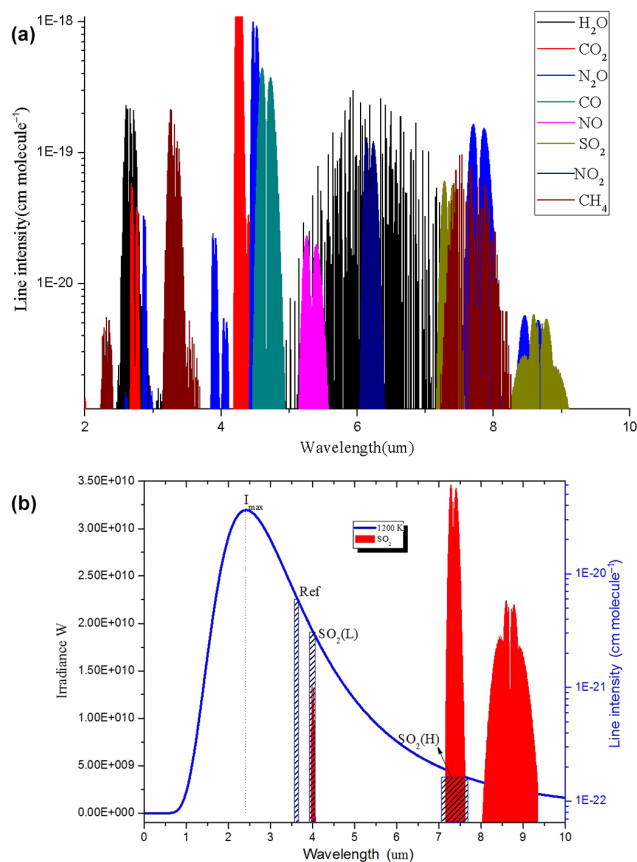 (a)
1E-18
1E-19
1E-20
Line intensity(cm molecule⁻¹)
H₂O
CO₂
N₂O
CO
NO
SO₂
NO₂
CH₄
2 4 6 8 10
Wavelength(um)
(b)
3.50E+010
3.00E+010
2.50E+010
2.00E+010
1.50E+010
1.00E+010
5.00E+009
0.00E+000
Irradiance W
I_max
Ref
SO₂(L)
SO₂(H)
1200 K
SO₂
1E-20
1E-21
1E-22
Line intensity (cm molecule⁻¹)
0 1 2 3 4 5 6 7 8 9 10
Wavelength (um)